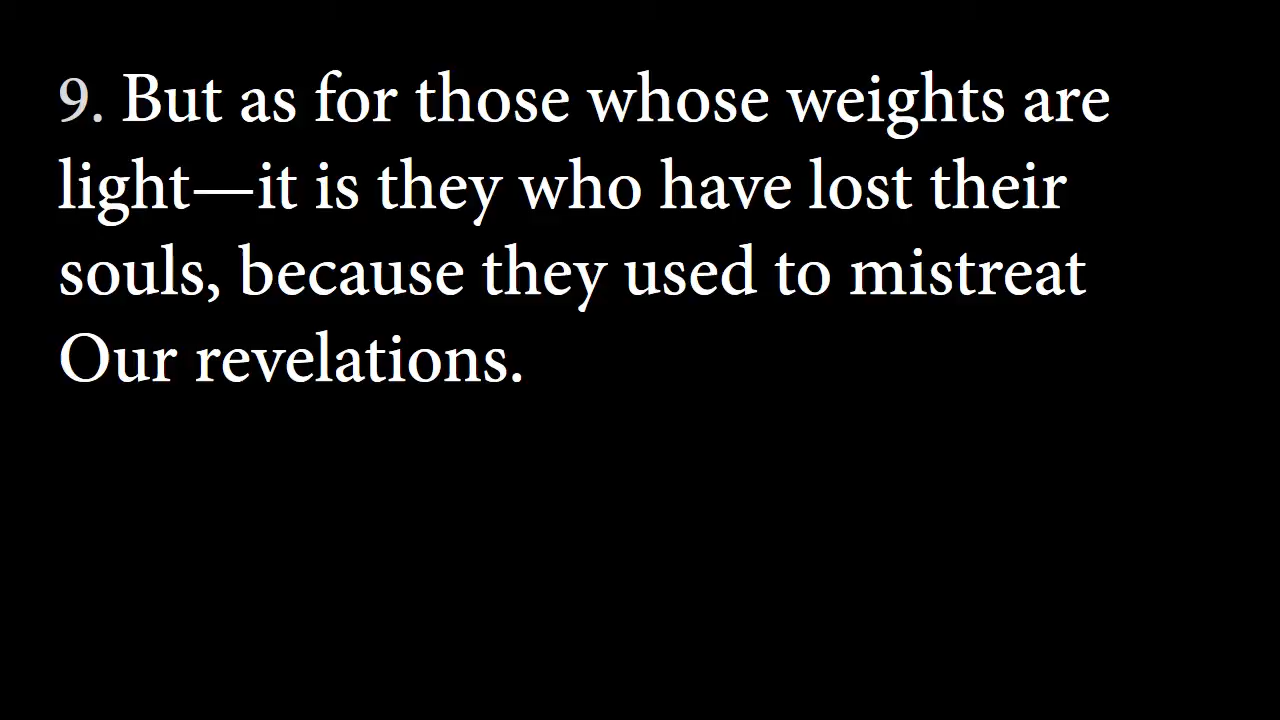 9. But as for those whose weights are
light—it is they who have lost their
souls, because they used to mistreat
Our revelations.